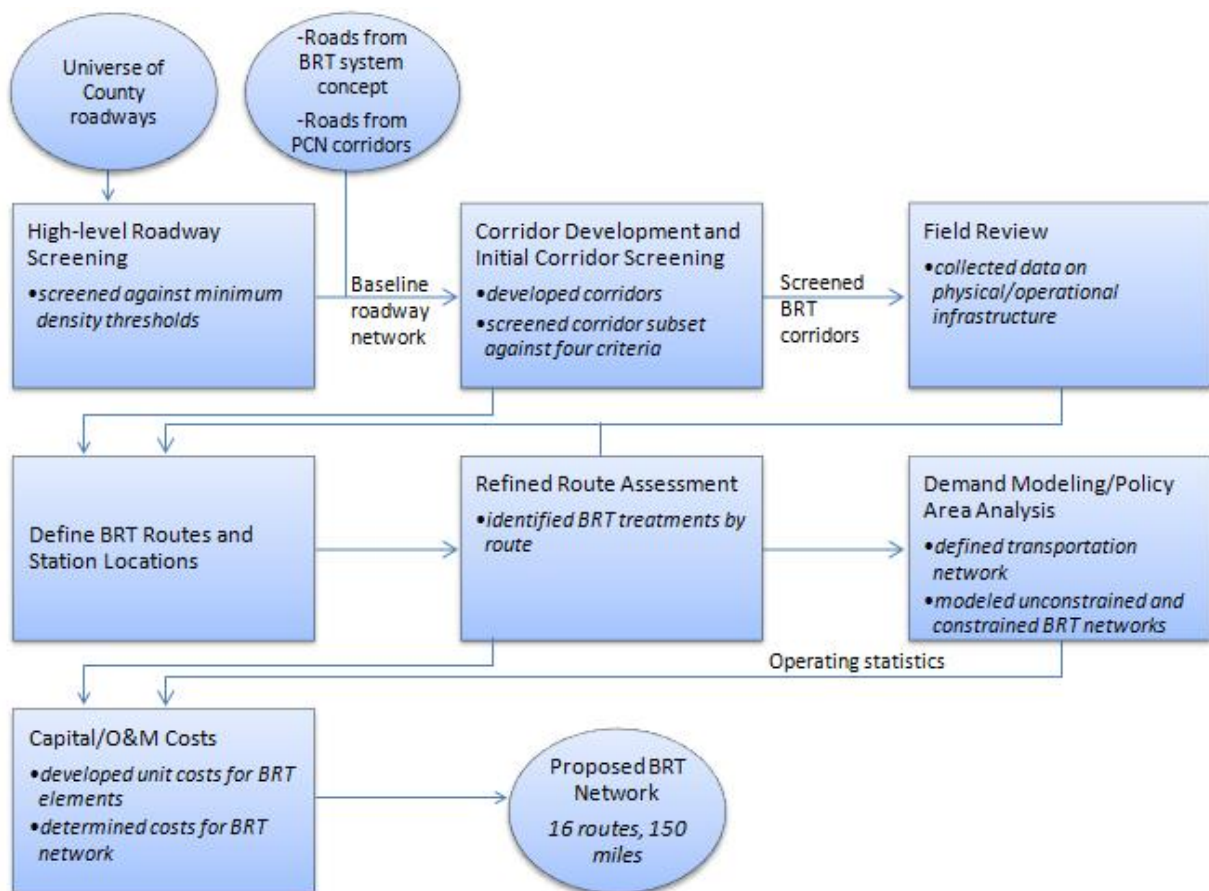 Universe of
County
roadways
-Roads from
BRT system
concept
-Roads from
PCN corridors
High-level Roadway
Screening
•screened against minimum
density thresholds
Baseline
roadway
network
Corridor Development and
Initial Corridor Screening
•developed corridors
•screened corridor subset
against four criteria
Screened
BRT
corridors
Field Review
•collected data on
physical/operational
infrastructure
Define BRT Routes and
Station Locations
Refined Route Assessment
•identified BRT treatments by
route
Demand Modeling/Policy
Area Analysis
•defined transportation
network
•modeled unconstrained and
constrained BRT networks
Operating statistics
Capital/O&M Costs
•developed unit costs for BRT
elements
•determined costs for BRT
network
Proposed BRT
Network
16 routes, 150
miles